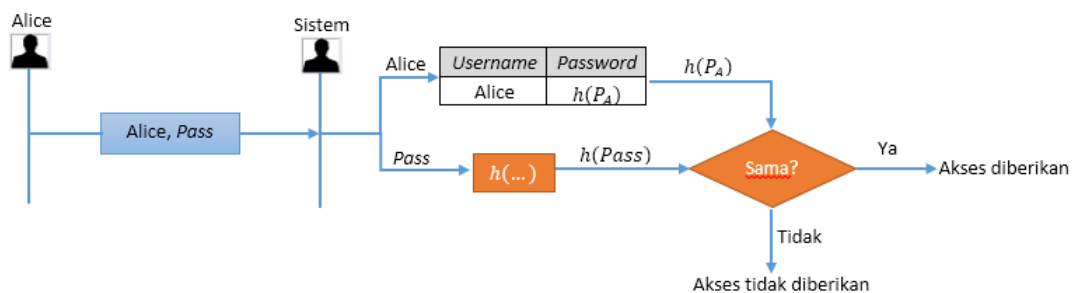 Alice
Sistem
Alice
Username Password
Alice h(P_A)
h(P_A)
Alice, Pass
Pass
h(...)
h(Pass)
Sama?
Ya
Akses diberikan
Tidak
Akses tidak diberikan